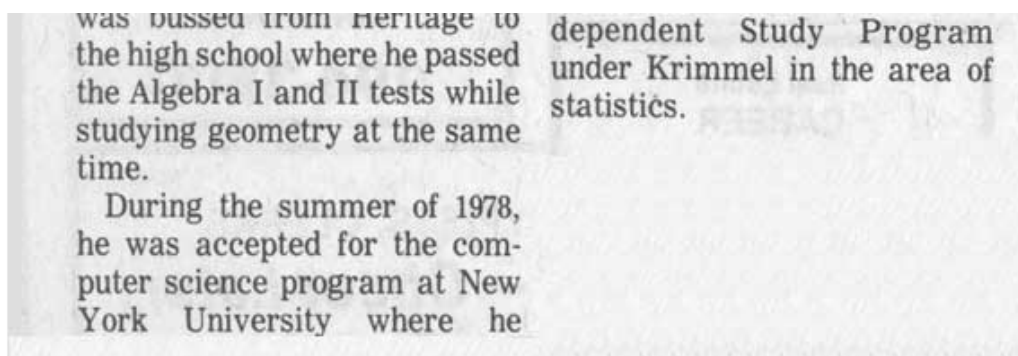 was bussed from Heritage to
the high school where he passed
the Algebra I and II tests while
studying geometry at the same
time.
During the summer of 1978,
he was accepted for the com-
puter science program at New
York University where he
dependent Study Program
under Krimmel in the area of
statistics.
CAREER